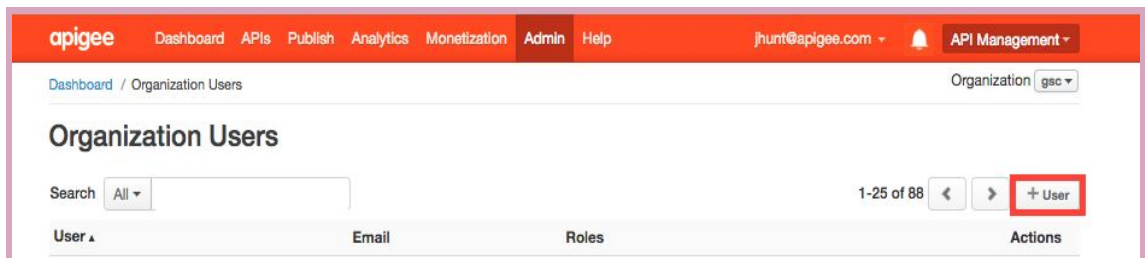 apigee Dashboard APIs Publish Analytics Monetization Admin Help jhunt@apigee.com API Management
Dashboard / Organization Users Organization gsc
Organization Users
Search All 1-25 of 88 + User
User Email Roles Actions